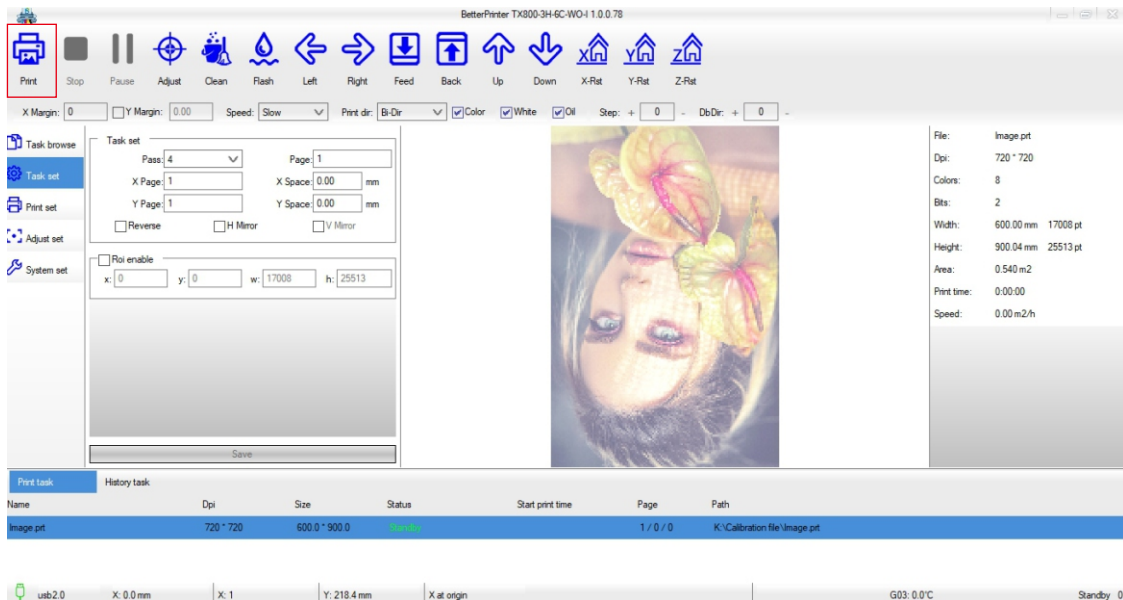 BetterPrinter TX800-3H-6C-WO-I 1.0.0.78
Print Stop Pause Adjust Clean Flash Left Right Feed Back Up Down X-Rst Y-Rst Z-Rst
X Margin: 0 Y Margin: 0.00 Speed: Slow Print dir: Bi-Dir Color White Oil Step: + 0 - DbDir: + 0 -
Task browse
Task set
Print set
Adjust set
System set
Task set
Pass: 4 Page: 1
X Page: 1 X Space: 0.00 mm
Y Page: 1 Y Space: 0.00 mm
Reverse H Mirror V Mirror
Roi enable
x: 0 y: 0 w: 17008 h: 25513
Save
File: Image.prt
Dpi: 720 * 720
Colors: 8
Bits: 2
Width: 600.00 mm 17008 pt
Height: 900.04 mm 25513 pt
Area: 0.540 m2
Print time: 0:00:00
Speed: 0.00 m2/h
Print task History task
Name Dpi Size Status Start print time Page Path
Image.prt 720 * 720 600.0 * 900.0 Standby 1 / 0 / 0 K:\Calibration file\Image.prt
usb2.0 X: 0.0 mm X: 1 Y: 218.4 mm X at origin G03: 0.0°C Standby 0